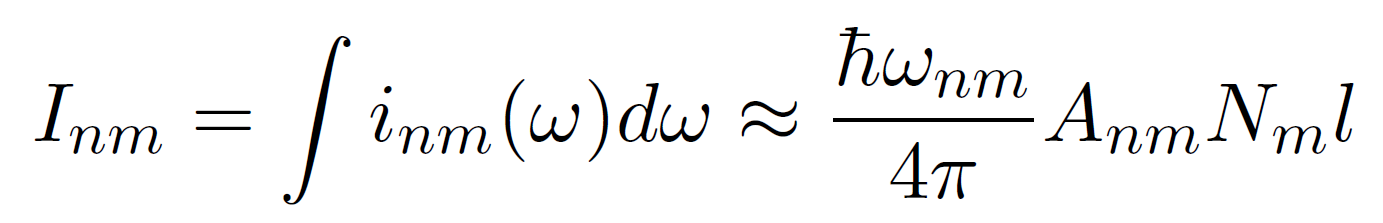 I_{nm} = \int i_{nm}(\omega)d\omega \approx \frac{\hbar\omega_{nm}}{4\pi} A_{nm} N_m l